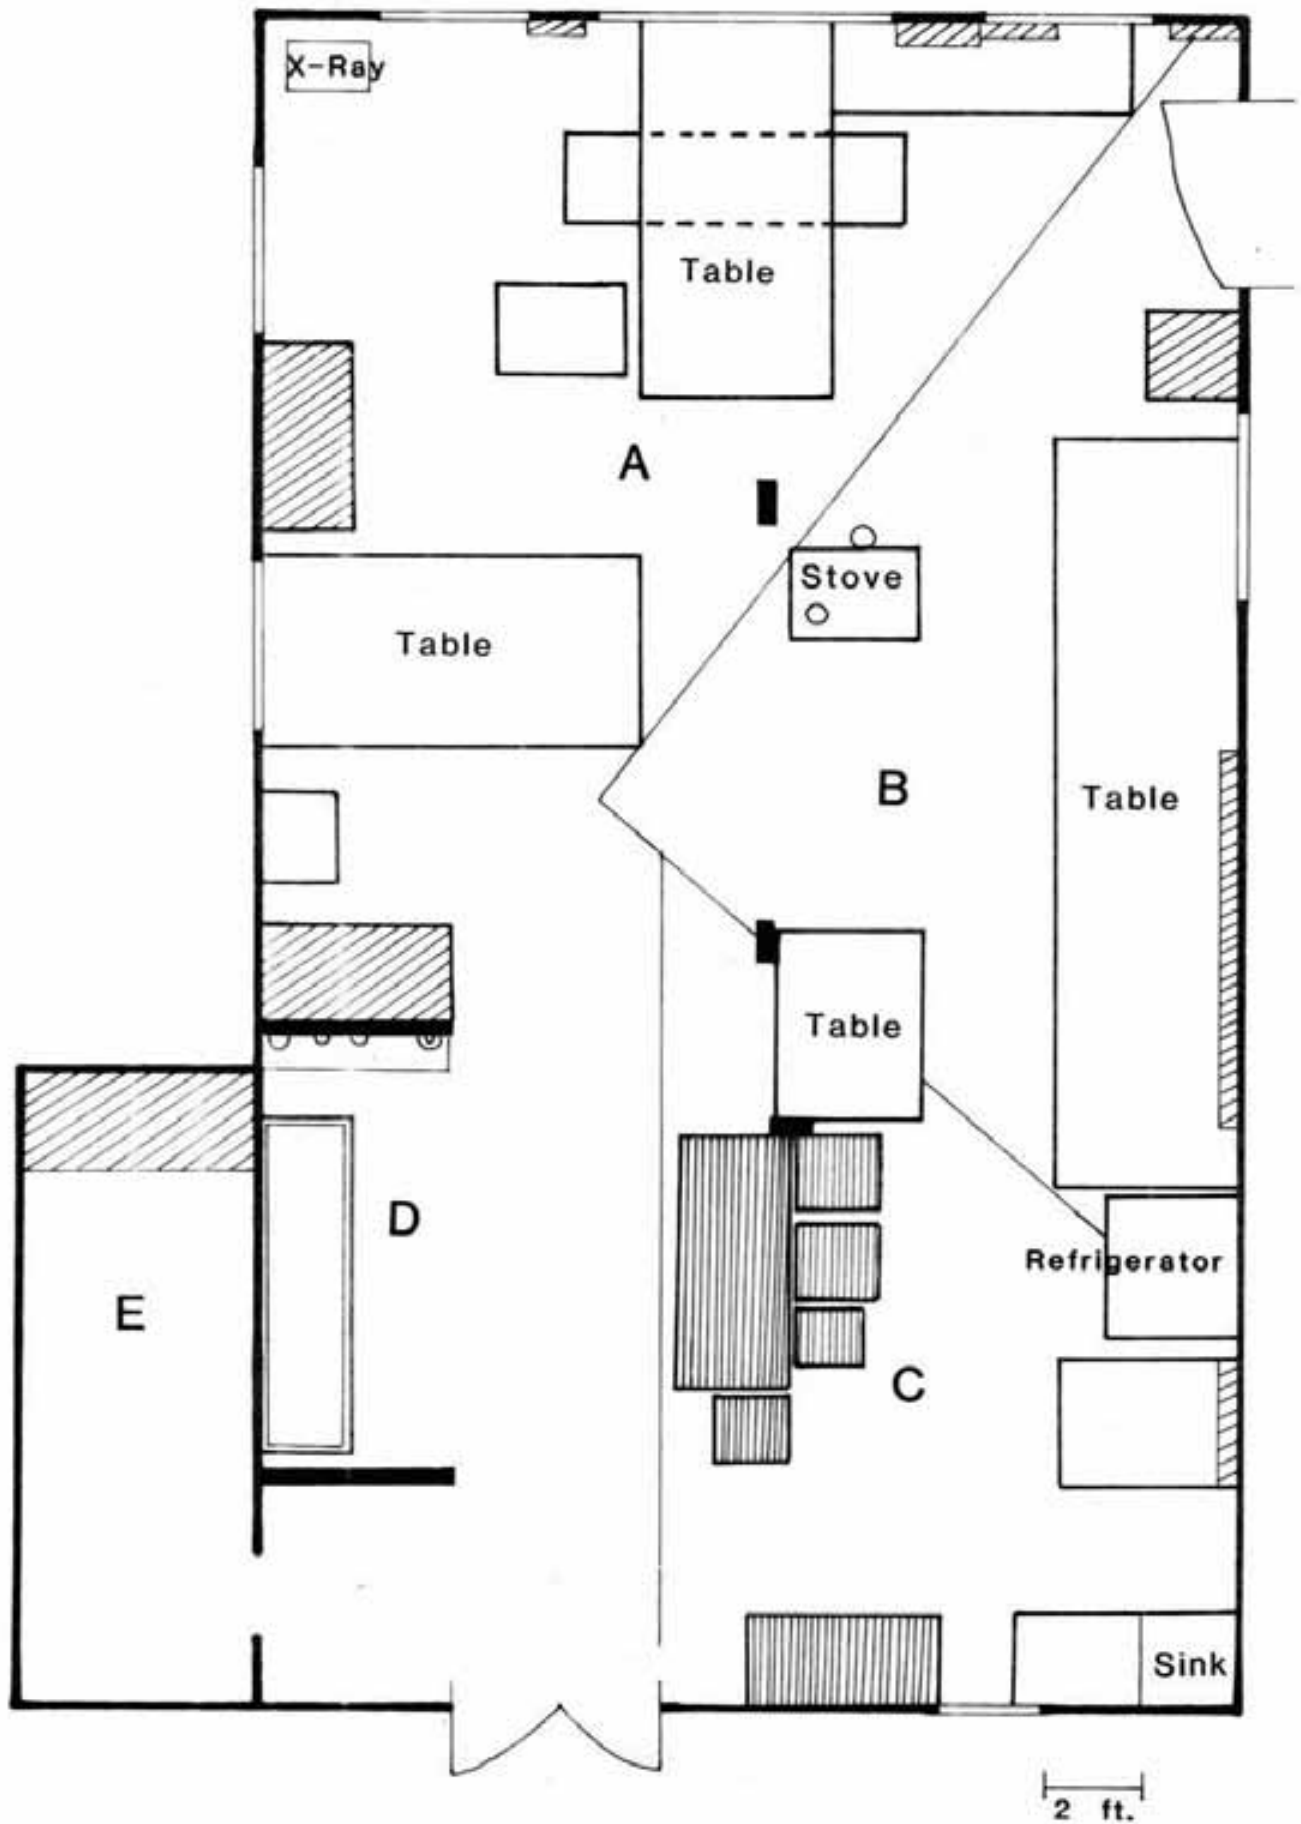 X-Ray
Table
A
Stove
Table
B
Table
Table
D
Refrigerator
E
C
Sink
2 ft.